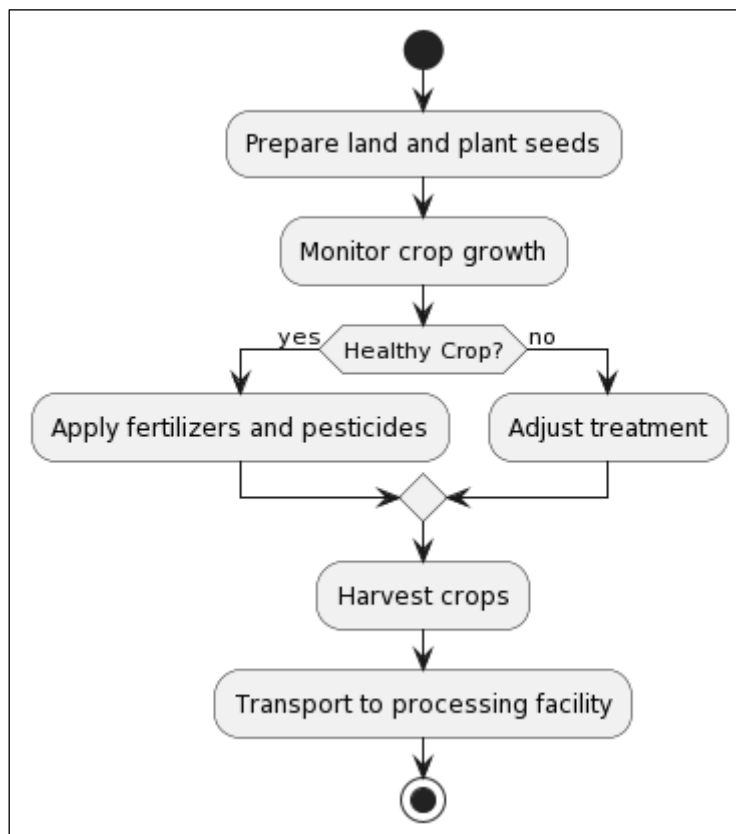 Prepare land and plant seeds
Monitor crop growth
yes
Healthy Crop?
no
Apply fertilizers and pesticides
Adjust treatment
Harvest crops
Transport to processing facility